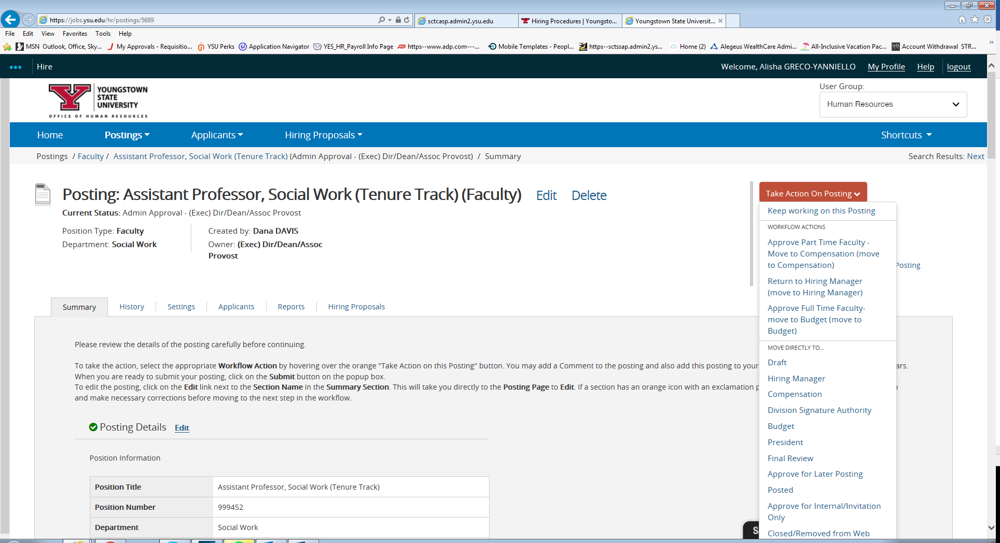 https://jobs.ysu.edu/hr/postings/5689
sctcasp.admin2.ysu.edu
Hiring Procedures | Youngsto...
Youngstown State Universit...
File Edit View Favorites Tools Help
MSN Outlook, Office, Sky... My Approvals - Requisitio... YSU Perks Application Navigator YES_HR_Payroll Info Page https--www.adp.com---... Mobile Templates - Peopl... https--sctssap.admin2.ys... Home (2) Alegeus WealthCare Admi... All-Inclusive Vacation Pac... Account Withdrawal STR...
Hire
Welcome, Alisha GRECO-YANNIELLO My Profile Help logout
YOUNGSTOWN
STATE
UNIVERSITY
OFFICE OF HUMAN RESOURCES
User Group:
Human Resources
Home Postings Applicants Hiring Proposals Shortcuts
Postings / Faculty / Assistant Professor, Social Work (Tenure Track) (Admin Approval - (Exec) Dir/Dean/Assoc Provost) / Summary
Search Results: Next
Posting: Assistant Professor, Social Work (Tenure Track) (Faculty) Edit Delete
Current Status: Admin Approval - (Exec) Dir/Dean/Assoc Provost
Position Type: Faculty
Department: Social Work
Created by: Dana DAVIS
Owner: (Exec) Dir/Dean/Assoc
Provost
Take Action On Posting
Keep working on this Posting
WORKFLOW ACTIONS
Approve Part Time Faculty -
Move to Compensation (move
to Compensation)
Posting
Return to Hiring Manager
(move to Hiring Manager)
Approve Full Time Faculty-
move to Budget (move to
Budget)
MOVE DIRECTLY TO...
Draft
Hiring Manager
Compensation
Division Signature Authority
Budget
President
Final Review
Approve for Later Posting
Posted
Approve for Internal/Invitation
Only
Closed/Removed from Web
Summary History Settings Applicants Reports Hiring Proposals
Please review the details of the posting carefully before continuing.
To take the action, select the appropriate Workflow Action by hovering over the orange "Take Action on this Posting" button. You may add a Comment to the posting and also add this posting to your ars.
When you are ready to submit your posting, click on the Submit button on the popup box.
To edit the posting, click on the Edit link next to the Section Name in the Summary Section. This will take you directly to the Posting Page to Edit. If a section has an orange icon with an exclamation p
and make necessary corrections before moving to the next step in the workflow.
Posting Details Edit
Position Information
Position Title Assistant Professor, Social Work (Tenure Track)
Position Number 999452
Department Social Work